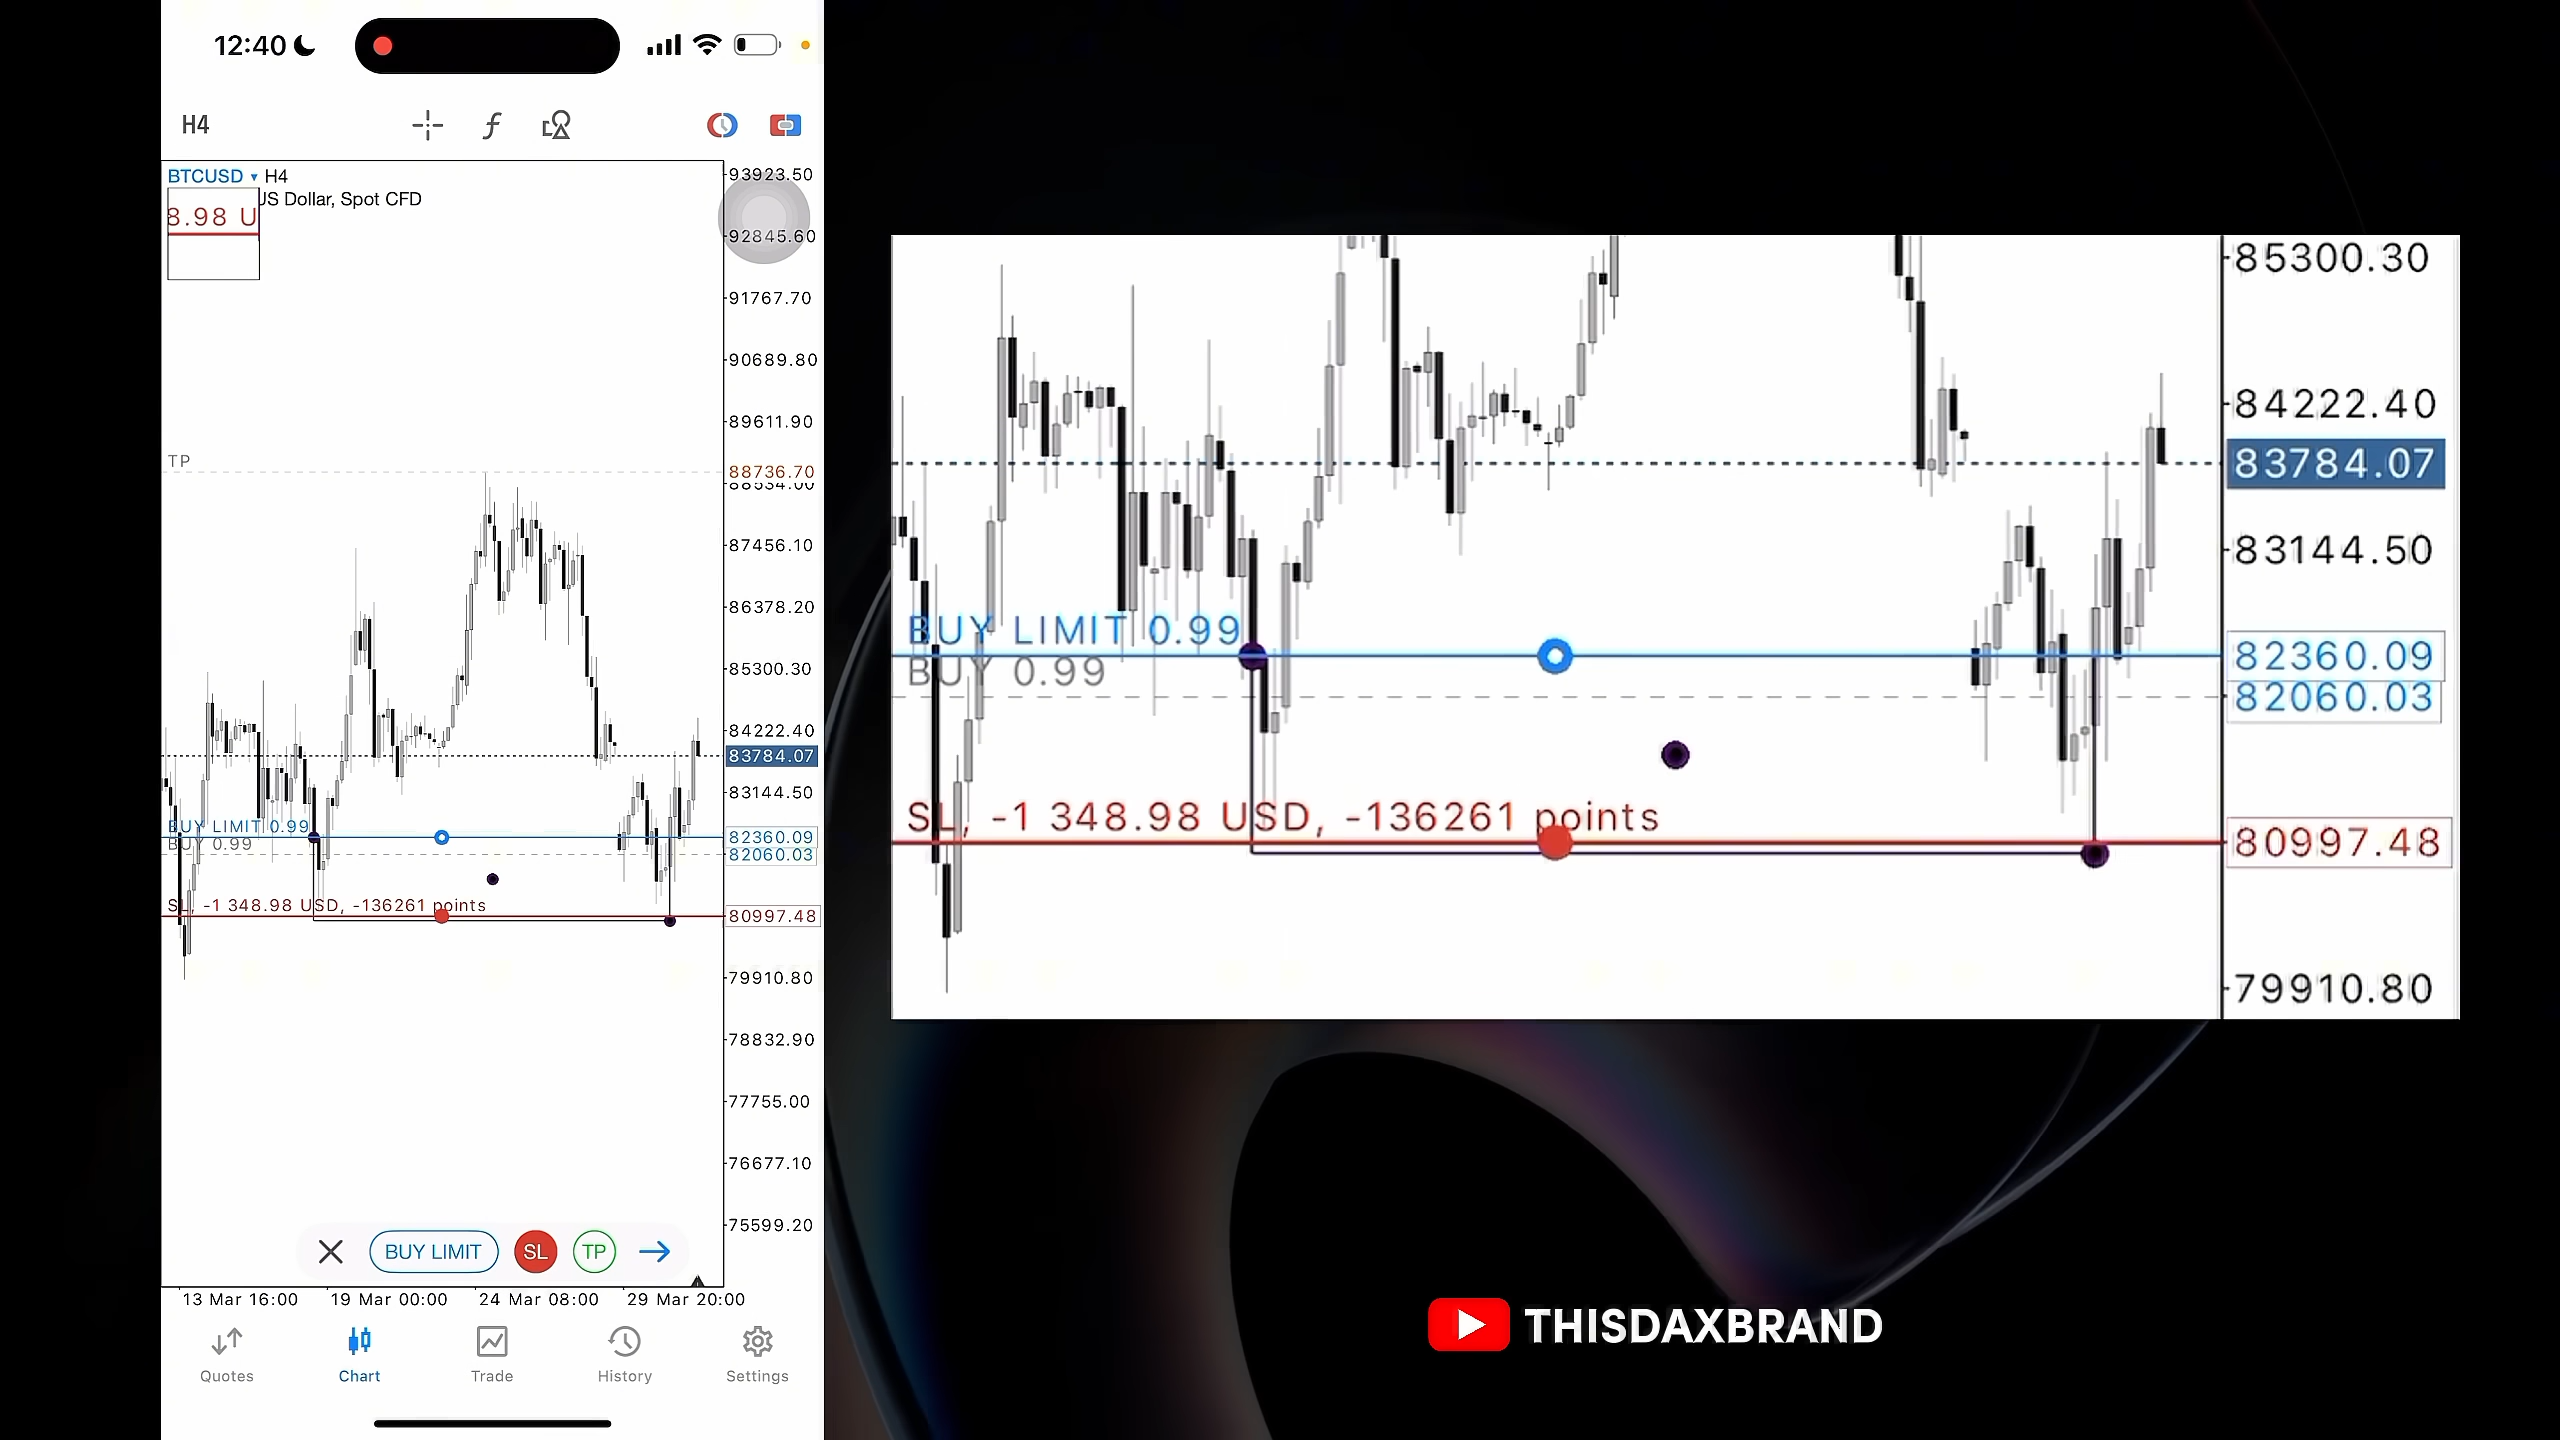 12:40
H4
BTCUSD ▾ H4
US Dollar, Spot CFD
8.98 U
93923.50
92845.60
91767.70
90689.80
89611.90
TP
88736.70
88534.00
87456.10
86378.20
85300.30
84222.40
83784.07
83144.50
BUY LIMIT 0.99
82360.09
BUY 0.99
82060.03
SL, -1 348.98 USD, -136261 points
80997.48
79910.80
78832.90
77755.00
76677.10
75599.20
BUY LIMIT
SL
TP
13 Mar 16:00
19 Mar 00:00
24 Mar 08:00
29 Mar 20:00
Quotes
Chart
Trade
History
Settings
85300.30
84222.40
83784.07
83144.50
BUY LIMIT 0.99
82360.09
BUY 0.99
82060.03
SL, -1 348.98 USD, -136261 points
80997.48
79910.80
THISDAXBRAND